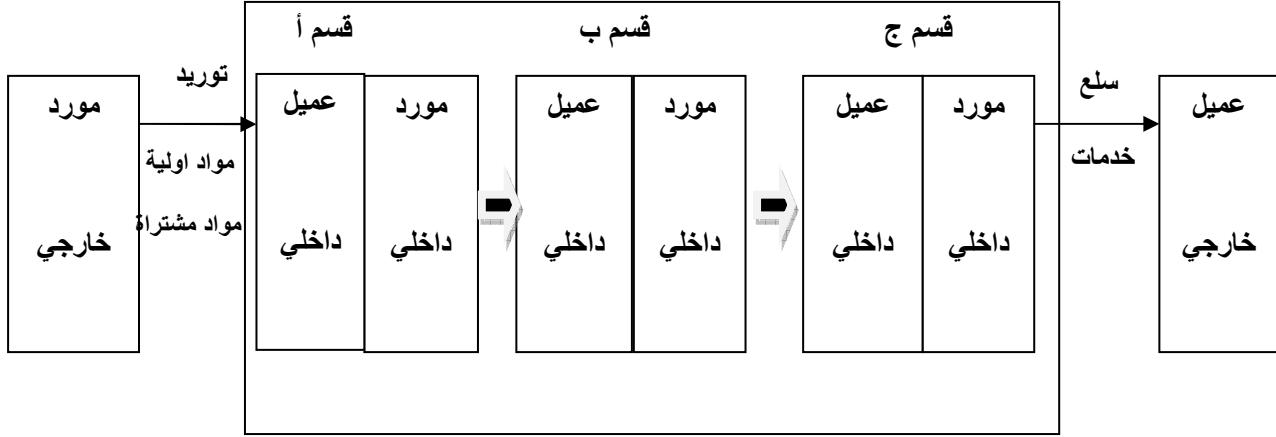 قسم أ
قسم ب
قسم ج
مورد
خارجي
توريد
مواد اولية
مواد مشتراة
عميل
داخلي
مورد
داخلي
عميل
داخلي
مورد
داخلي
عميل
داخلي
مورد
داخلي
سلع
خدمات
عميل
خارجي